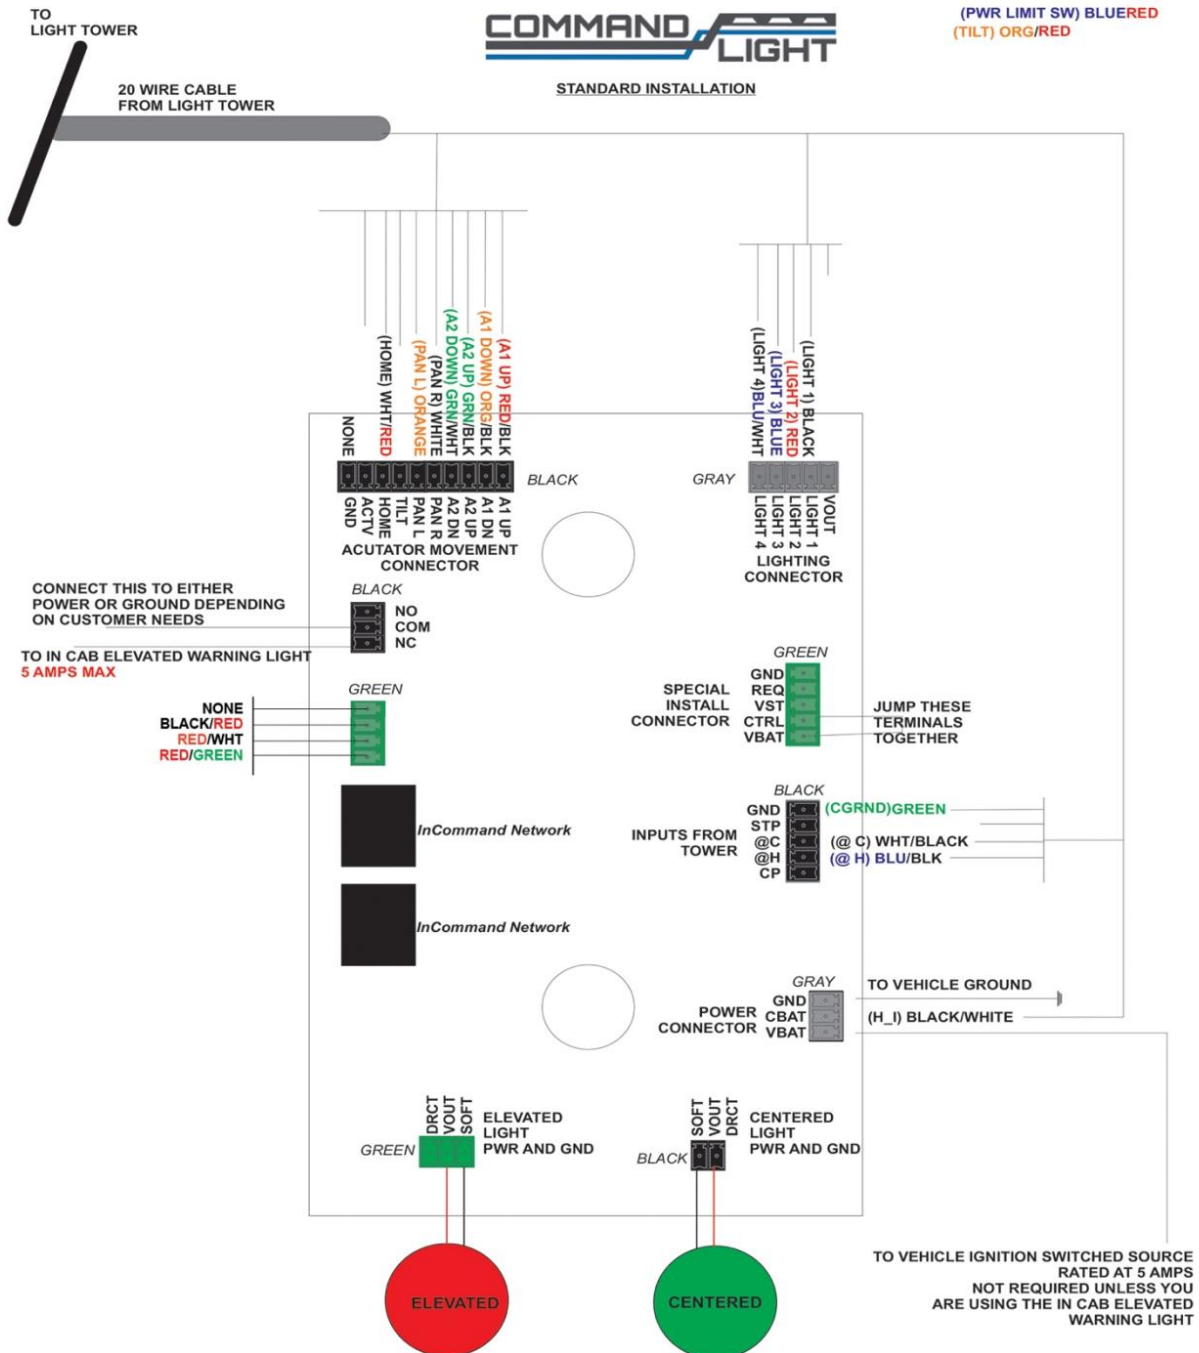 TO
LIGHT TOWER
20 WIRE CABLE
FROM LIGHT TOWER
COMMAND
LIGHT
STANDARD INSTALLATION
(PWR LIMIT SW) BLUERED
(TILT) ORG/RED
NONE
(HOME) WHT/RED
(PAN L) ORANGE
(PAN R) WHITE
(A2 DOWN) GRN/WHT
(A2 UP) GRN/BLK
(A1 DOWN) ORG/BLK
(A1 UP) RED/BLK
BLACK
GND
ACTV
HOME
TILT
PAN L
PAN R
A2 DN
A2 UP
A1 DN
A1 UP
ACUTATOR MOVEMENT
CONNECTOR
(LIGHT 4)BLU/WHT
(LIGHT 3) BLUE
(LIGHT 2) RED
(LIGHT 1) BLACK
GRAY
LIGHT 4
LIGHT 3
LIGHT 2
LIGHT 1
VOUT
LIGHTING
CONNECTOR
CONNECT THIS TO EITHER
POWER OR GROUND DEPENDING
ON CUSTOMER NEEDS
TO IN CAB ELEVATED WARNING LIGHT
5 AMPS MAX
BLACK
NO
COM
NC
GREEN
NONE
BLACK/RED
RED/WHT
RED/GREEN
InCommand Network
InCommand Network
GREEN
SPECIAL
INSTALL
CONNECTOR
GND
REQ
VST
CTRL
VBAT
JUMP THESE
TERMINALS
TOGETHER
BLACK
INPUTS FROM
TOWER
GND
STP
@C
@H
CP
(CGRND)GREEN
(@ C) WHT/BLACK
(@ H) BLU/BLK
GRAY
POWER
CONNECTOR
GND
CBAT
VBAT
TO VEHICLE GROUND
(H_I) BLACK/WHITE
DRCT
VOUT
SOFT
ELEVATED
LIGHT
PWR AND GND
GREEN
SOFT
VOUT
DRCT
CENTERED
LIGHT
PWR AND GND
BLACK
ELEVATED
CENTERED
TO VEHICLE IGNITION SWITCHED SOURCE
RATED AT 5 AMPS
NOT REQUIRED UNLESS YOU
ARE USING THE IN CAB ELEVATED
WARNING LIGHT